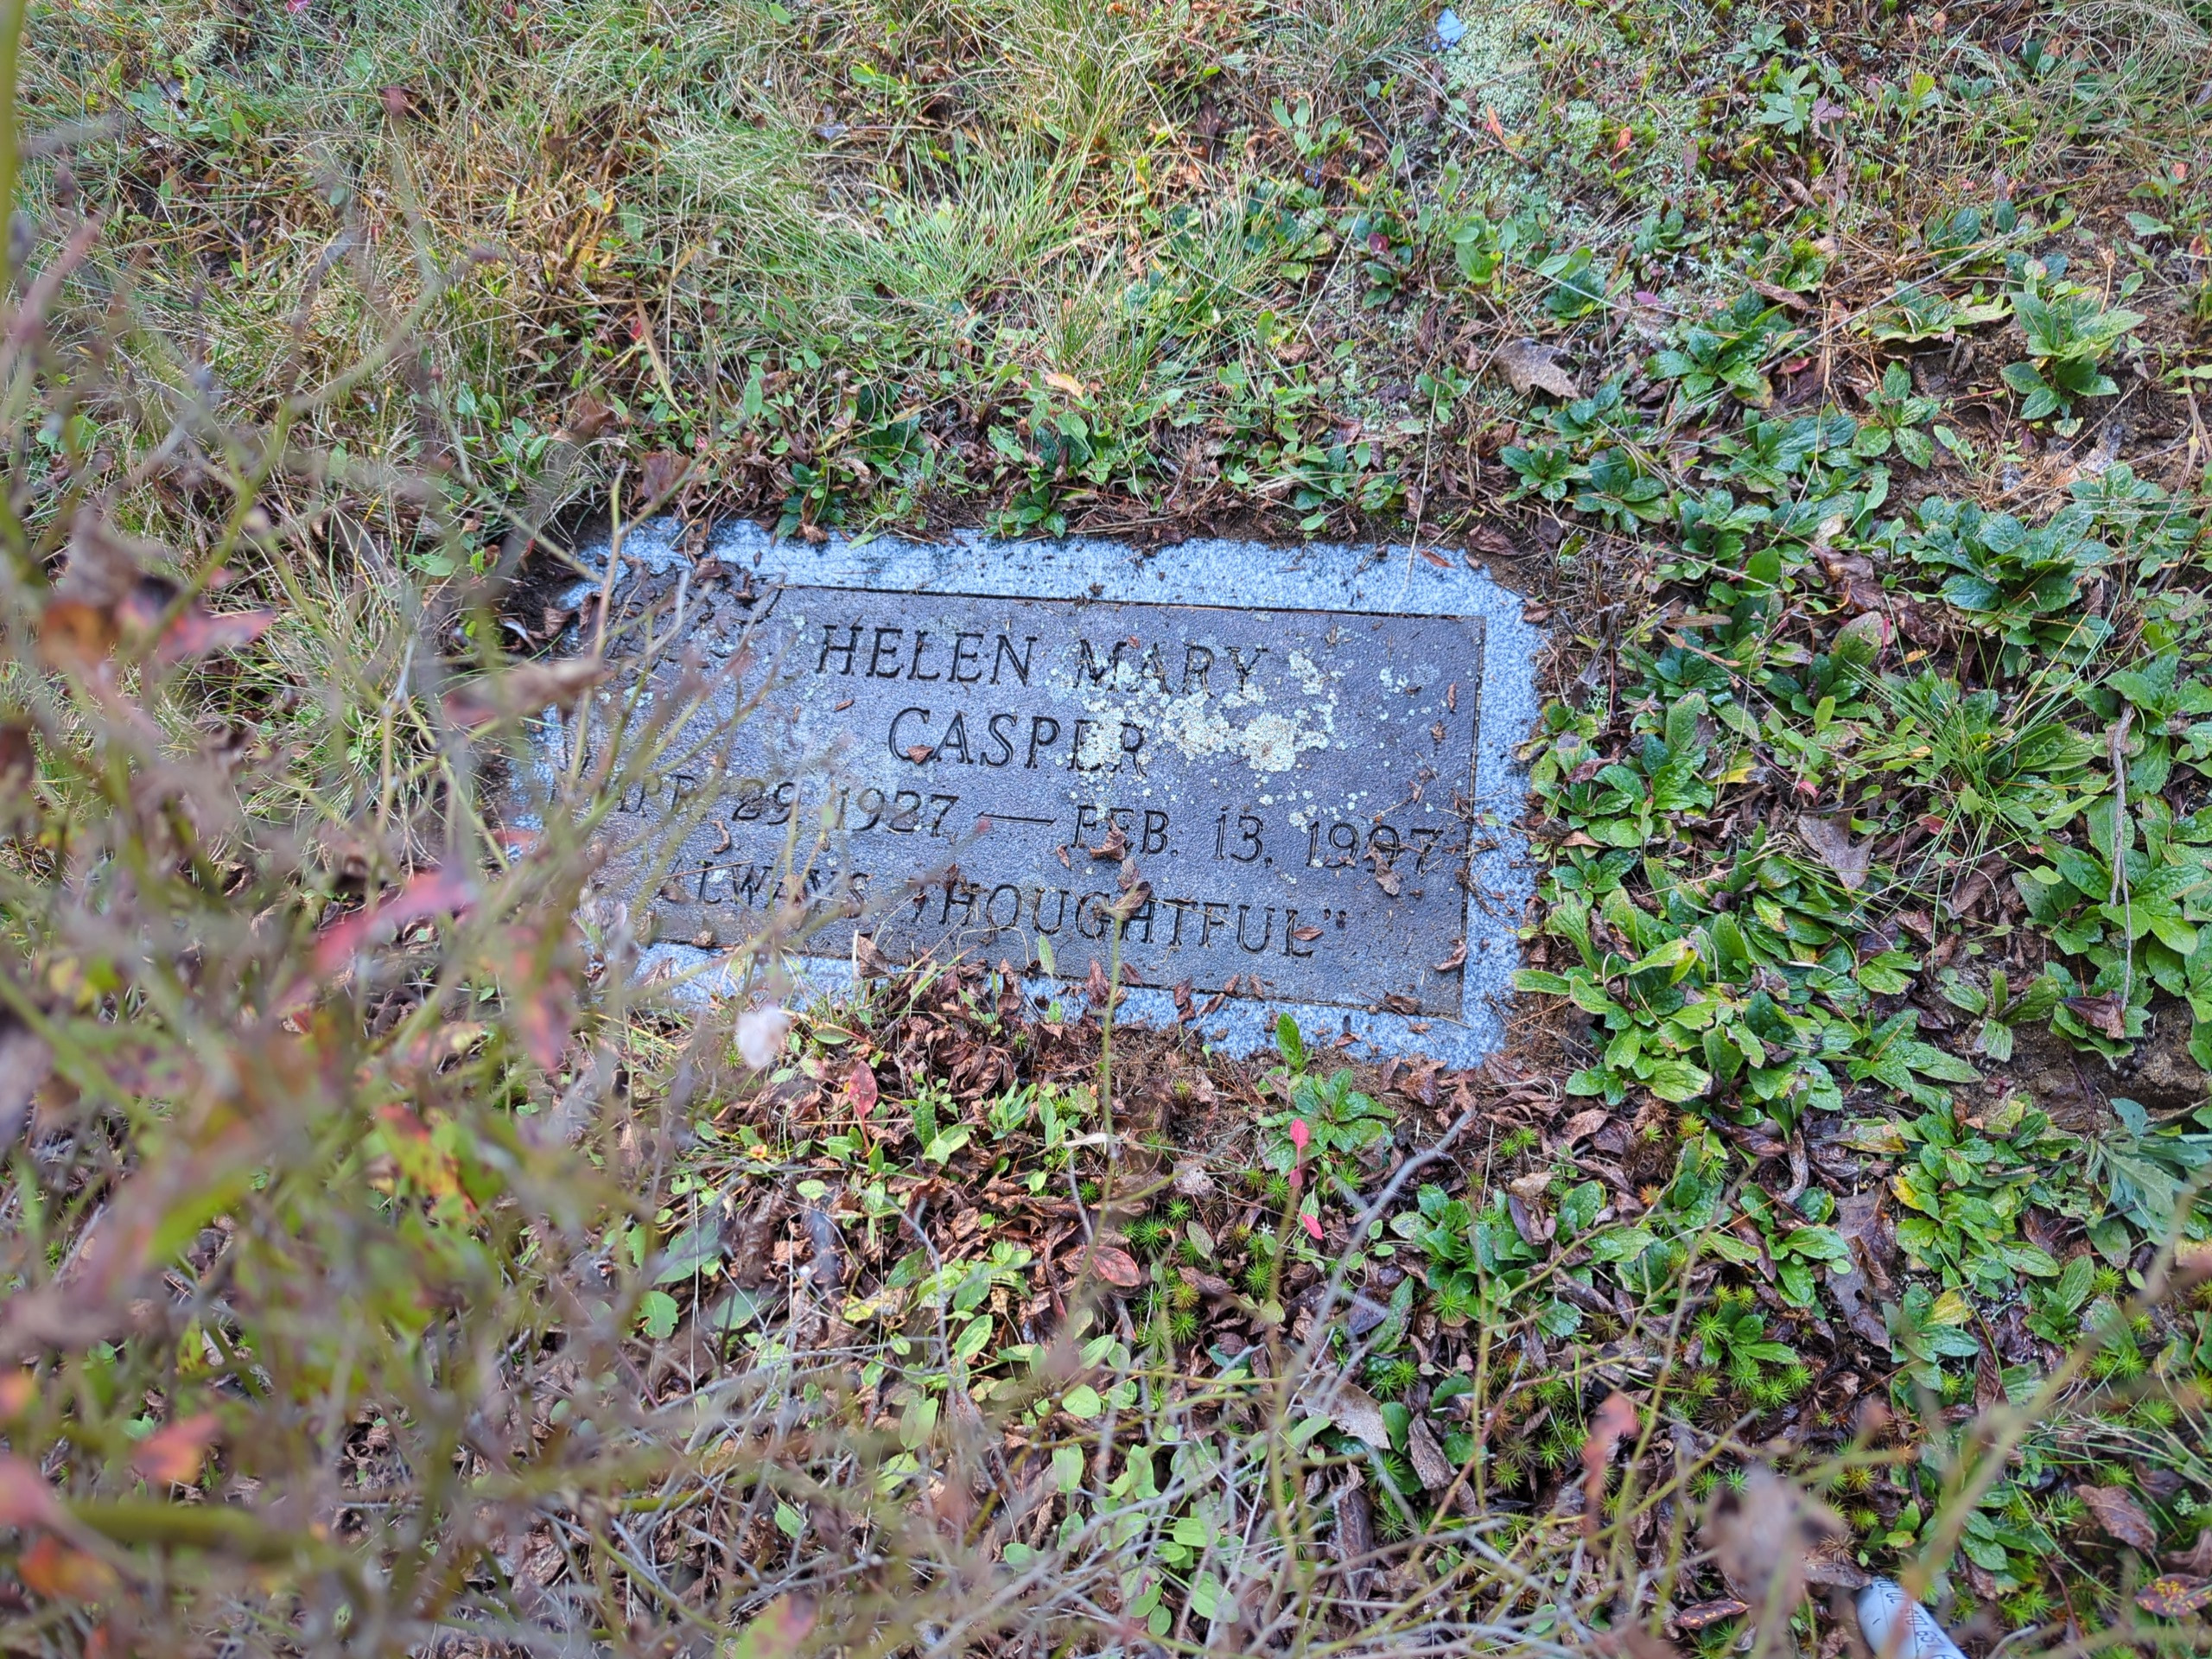 HELEN MARY
CASPER
APR. 29, 1927 — FEB. 13, 1997
ALWAYS THOUGHTFUL"